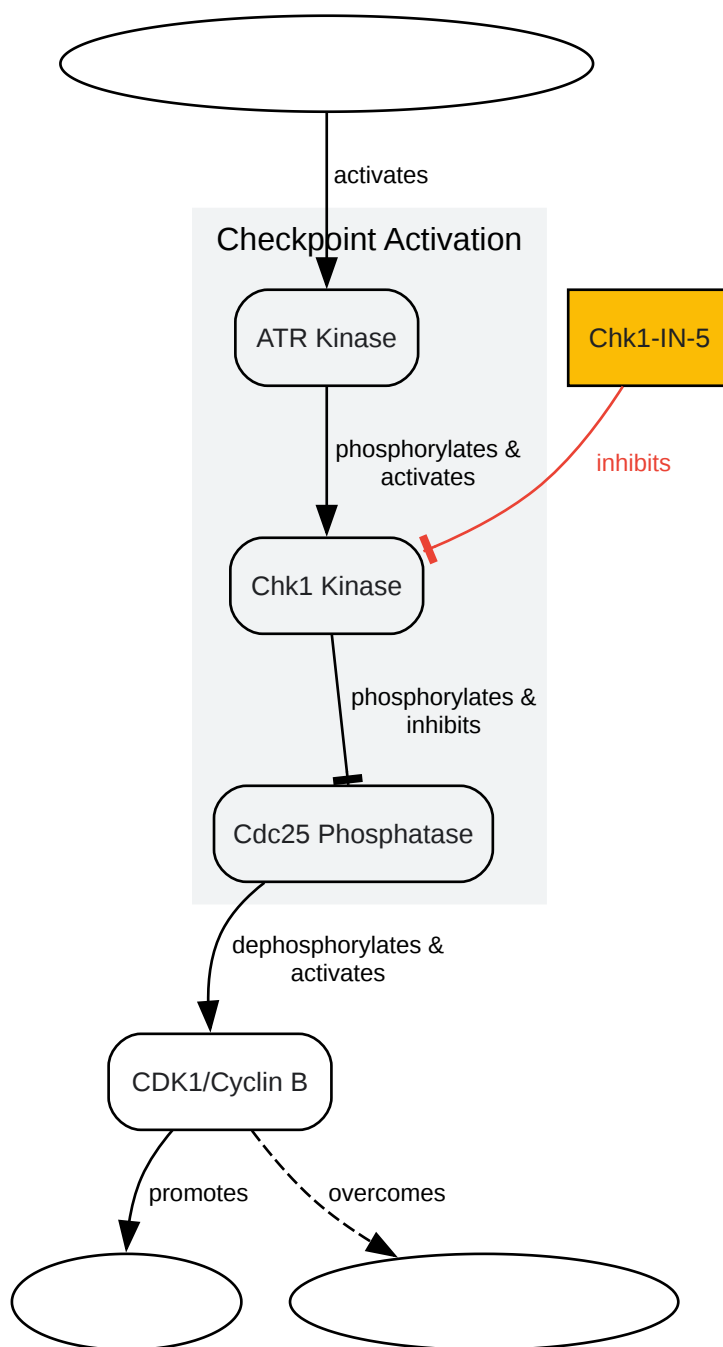 activates
Checkpoint Activation
ATR Kinase
Chk1-IN-5
phosphorylates &
activates
inhibits
Chk1 Kinase
phosphorylates &
inhibits
Cdc25 Phosphatase
dephosphorylates &
activates
CDK1/Cyclin B
promotes
overcomes